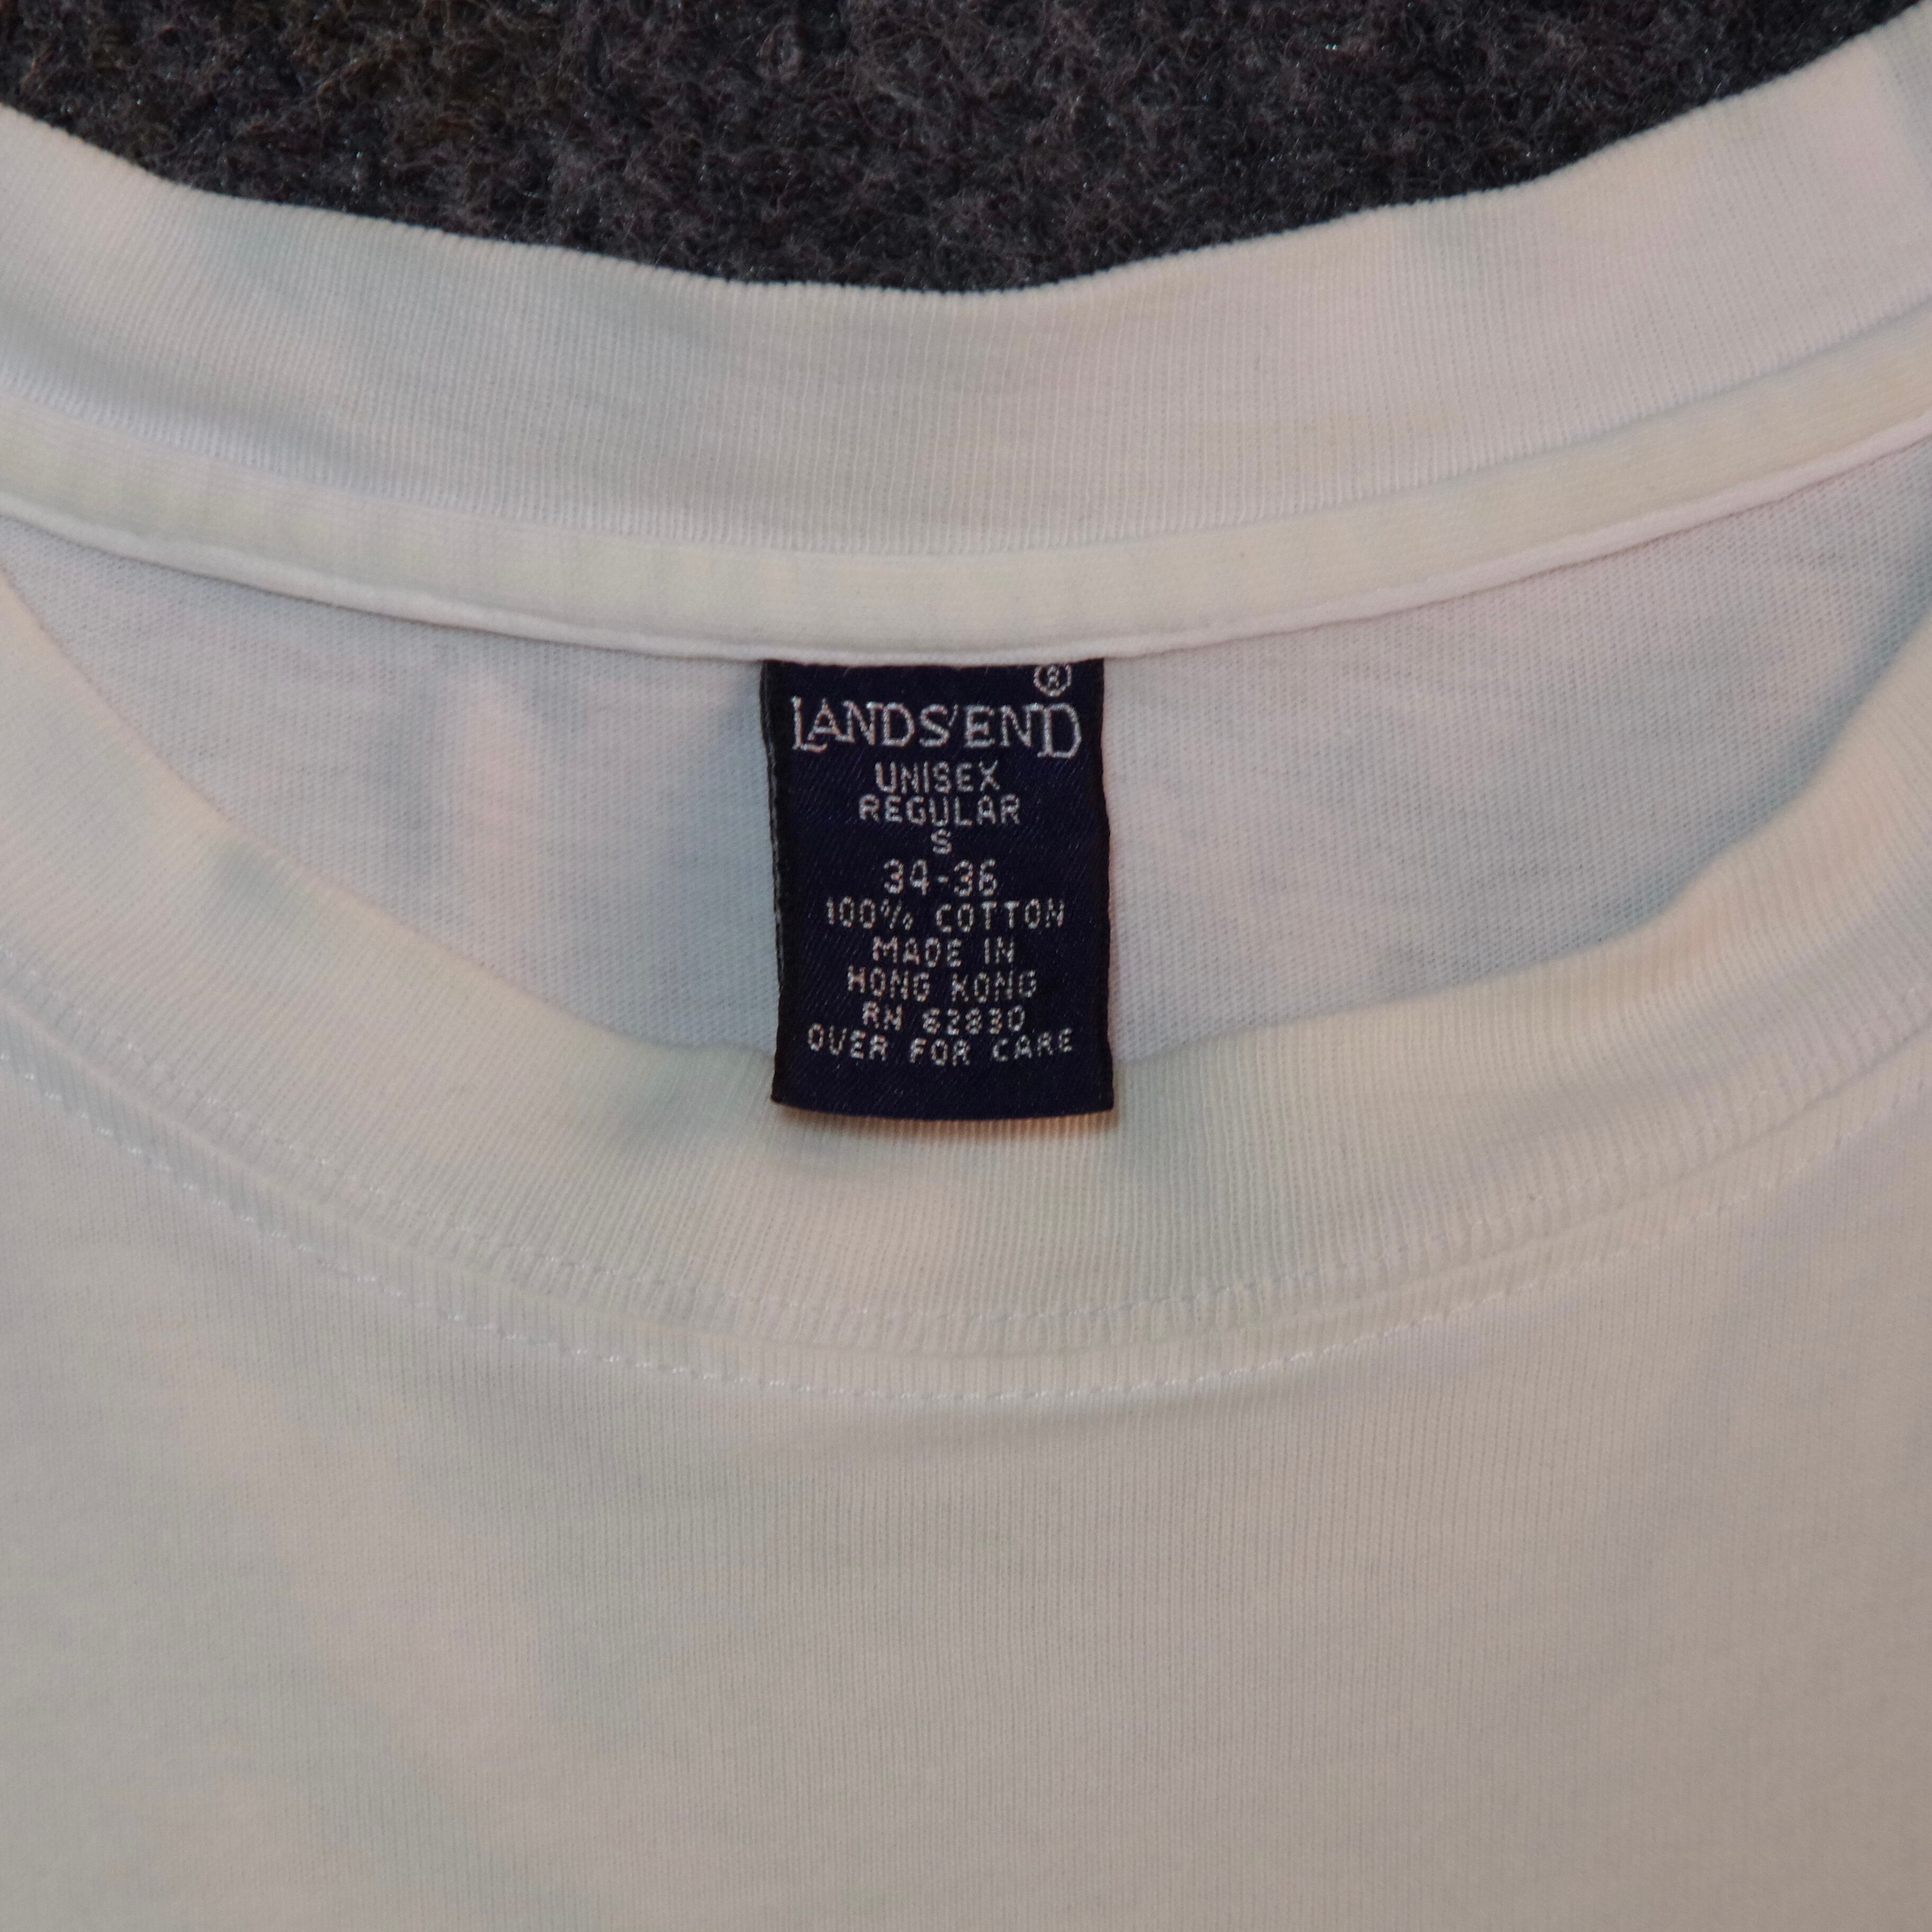 ®
LANDS'END
UNISEX
REGULAR
S
34-36
100% COTTON
MADE IN
HONG KONG
RN 62830
OVER FOR CARE